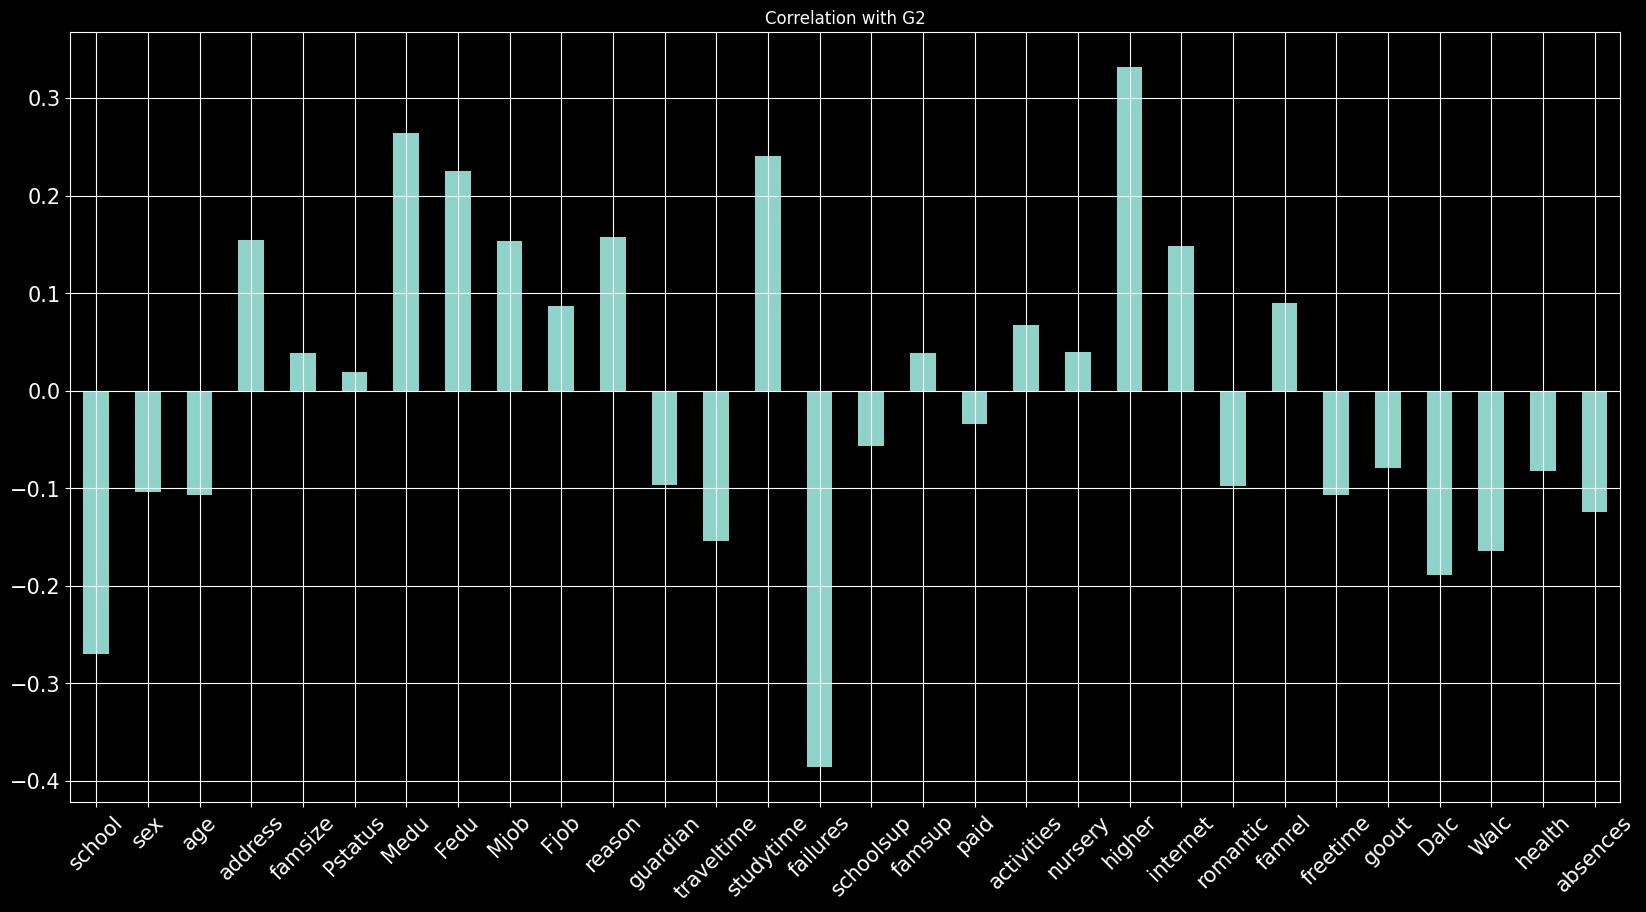 Correlation with G2
0.3
0.2
0.1
0.0
−0.1
−0.2
−0.3
−0.4
school
sex
age
address
famsize
Pstatus
Medu
Fedu
Mjob
Fjob
reason
guardian
traveltime
studytime
failures
schoolsup
famsup
paid
activities
nursery
higher
internet
romantic
famrel
freetime
goout
Dalc
Walc
health
absences